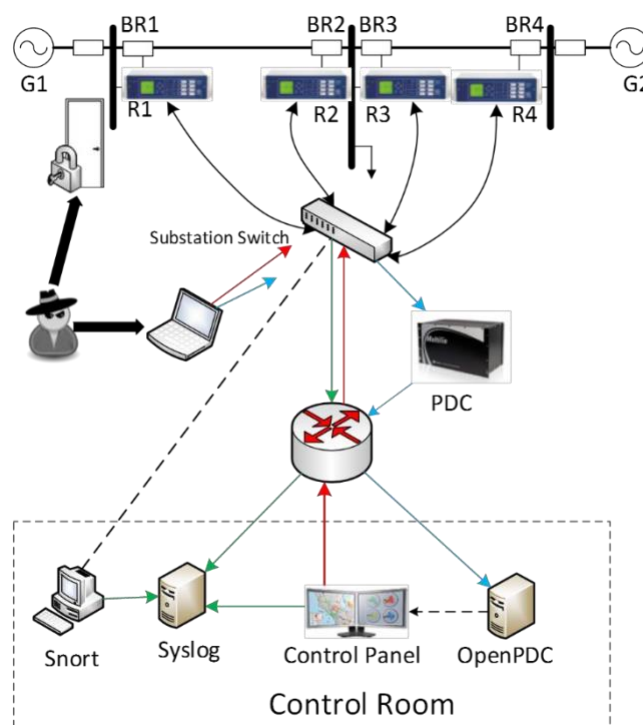 BR1
BR2
BR3
BR4
G1
R1
R2
R3
R4
G2
Substation Switch
PDC
Snort
Syslog
Control Panel
OpenPDC
Control Room